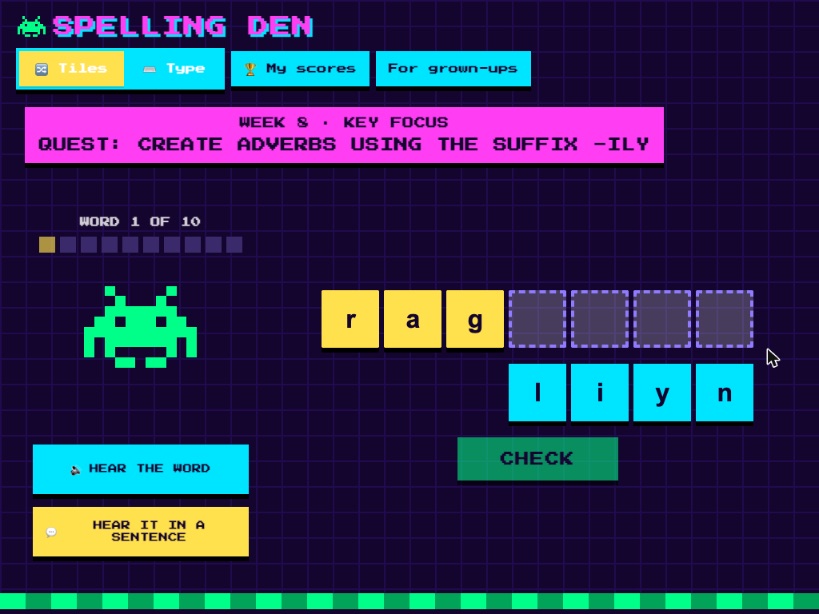 SPELLING DEN
Tiles
Type
My scores
For grown-ups
WEEK 8 · KEY FOCUS
QUEST: CREATE ADVERBS USING THE SUFFIX -ILY
WORD 1 OF 10
r a g
l i y n
CHECK
HEAR THE WORD
HEAR IT IN A
SENTENCE